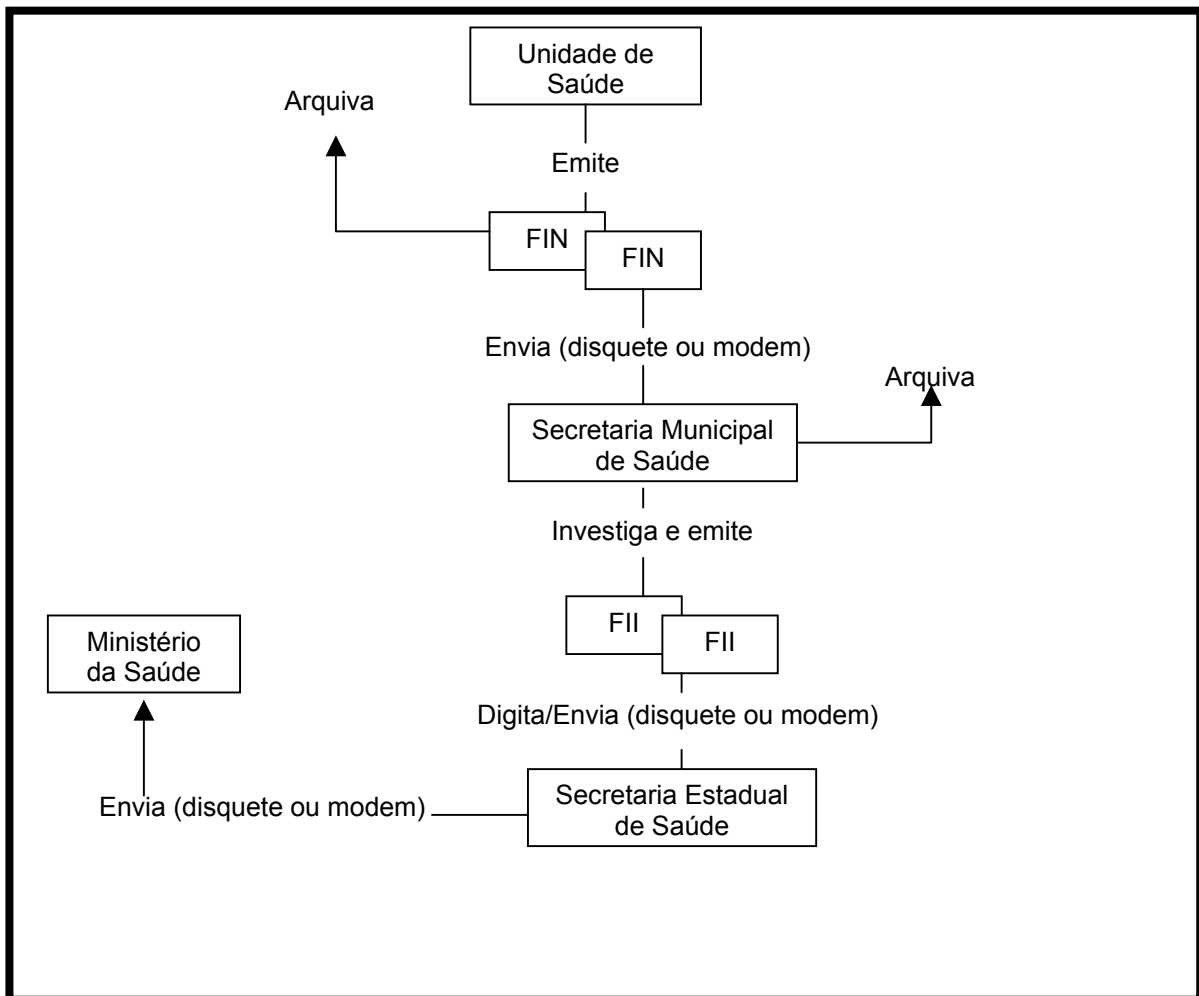 Unidade de
Saúde
Arquiva
Emite
FIN
FIN
Envia (disquete ou modem)
Arquiva
Secretaria Municipal
de Saúde
Investiga e emite
FII
FII
Ministério
da Saúde
Digita/Envia (disquete ou modem)
Secretaria Estadual
de Saúde
Envia (disquete ou modem)